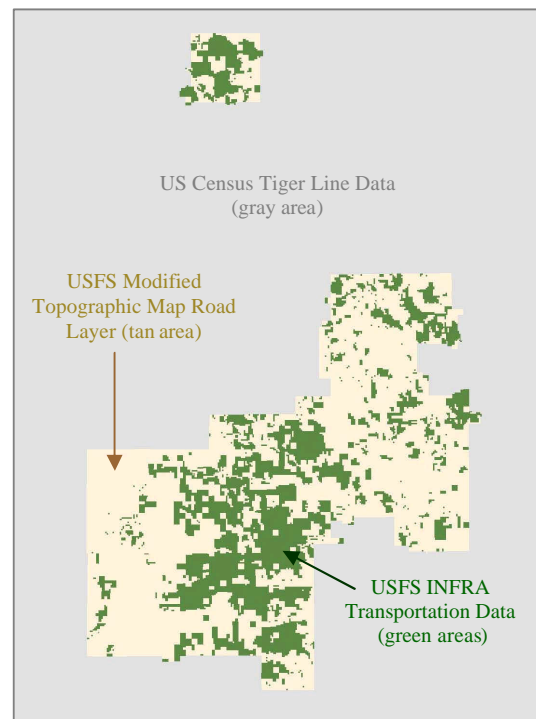 US Census Tiger Line Data
(gray area)
USFS Modified
Topographic Map Road
Layer (tan area)
USFS INFRA
Transportation Data
(green areas)